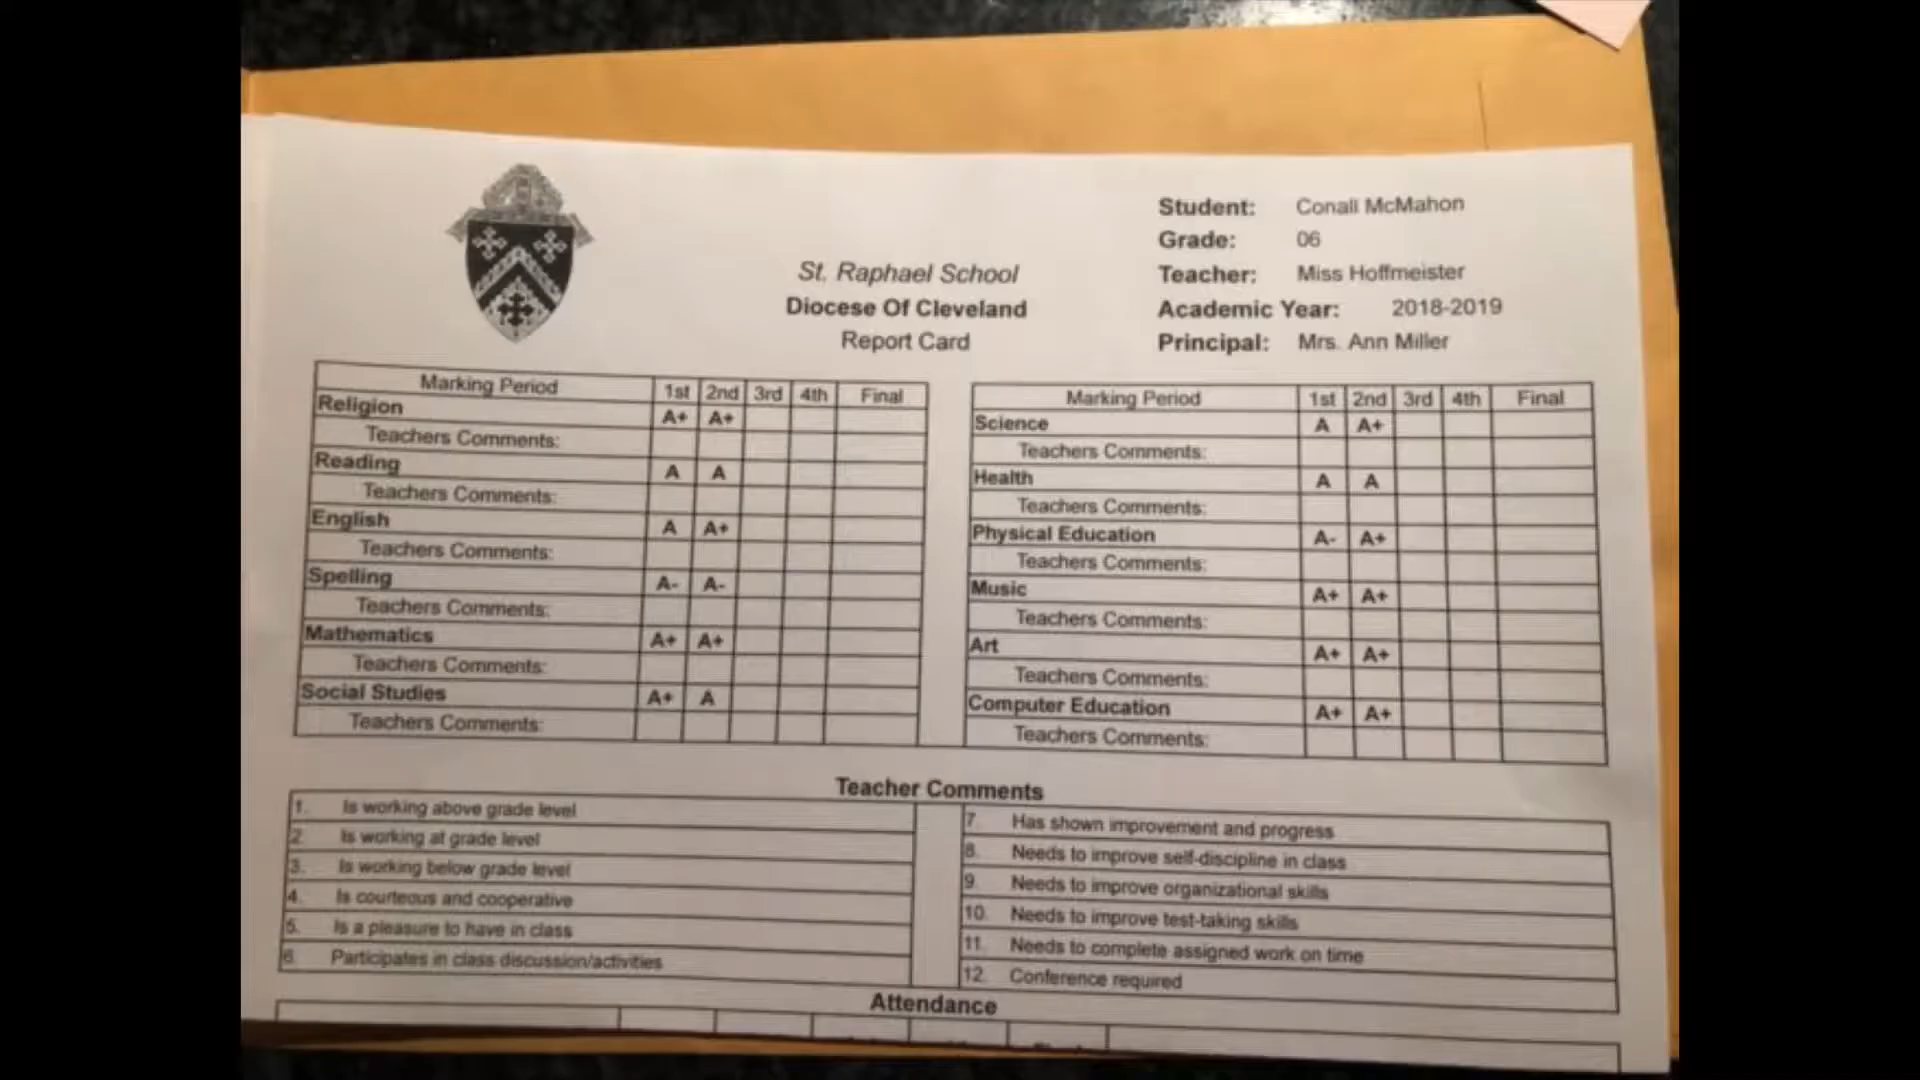 Student: Conall McMahon
Grade: 06
St. Raphael School
Teacher: Miss Hoffmeister
Diocese Of Cleveland
Academic Year: 2018-2019
Report Card
Principal: Mrs. Ann Miller
Marking Period 1st 2nd 3rd 4th Final
Religion A+ A+
Teachers Comments:
Reading A A
Teachers Comments:
English A A+
Teachers Comments:
Spelling A- A-
Teachers Comments:
Mathematics A+ A+
Teachers Comments:
Social Studies A+ A
Teachers Comments:
Marking Period 1st 2nd 3rd 4th Final
Science A A+
Teachers Comments:
Health A A
Teachers Comments:
Physical Education A- A+
Teachers Comments:
Music A+ A+
Teachers Comments:
Art A+ A+
Teachers Comments:
Computer Education A+ A+
Teachers Comments:
Teacher Comments
1. Is working above grade level
2. Is working at grade level
3. Is working below grade level
4. Is courteous and cooperative
5. Is a pleasure to have in class
6. Participates in class discussion/activities
7. Has shown improvement and progress
8. Needs to improve self-discipline in class
9. Needs to improve organizational skills
10. Needs to improve test-taking skills
11. Needs to complete assigned work on time
12. Conference required
Attendance